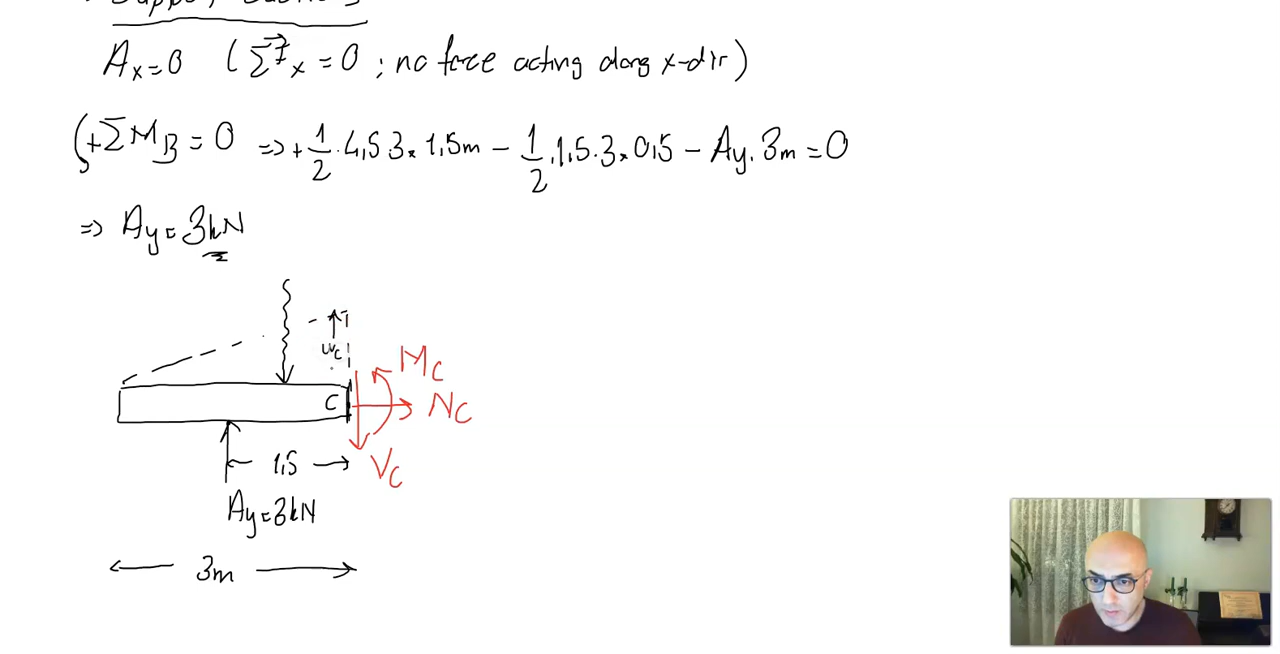 Ax=0 (ΣFx = 0 ; no force acting along x-dir)
+ΣMB = 0 => + 1/2 . 4,5 3 x 1,5m − 1/2 . 1,5 . 3 x 0,5 − Ay . 3m = 0
=> Ay = 3kN
wc
MC
C
NC
1,5
VC
Ay=3kN
3m